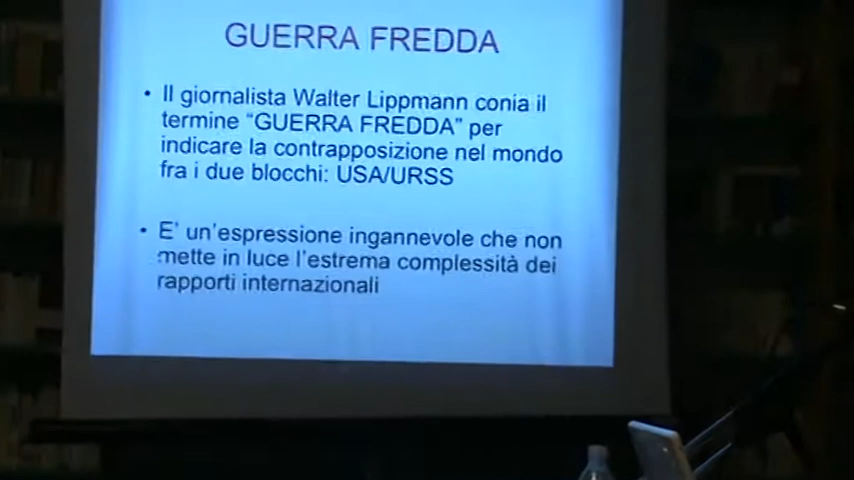 GUERRA FREDDA
• Il giornalista Walter Lippmann conia il
termine “GUERRA FREDDA” per
indicare la contrapposizione nel mondo
fra i due blocchi: USA/URSS
• E’ un’espressione ingannevole che non
mette in luce l’estrema complessità dei
rapporti internazionali